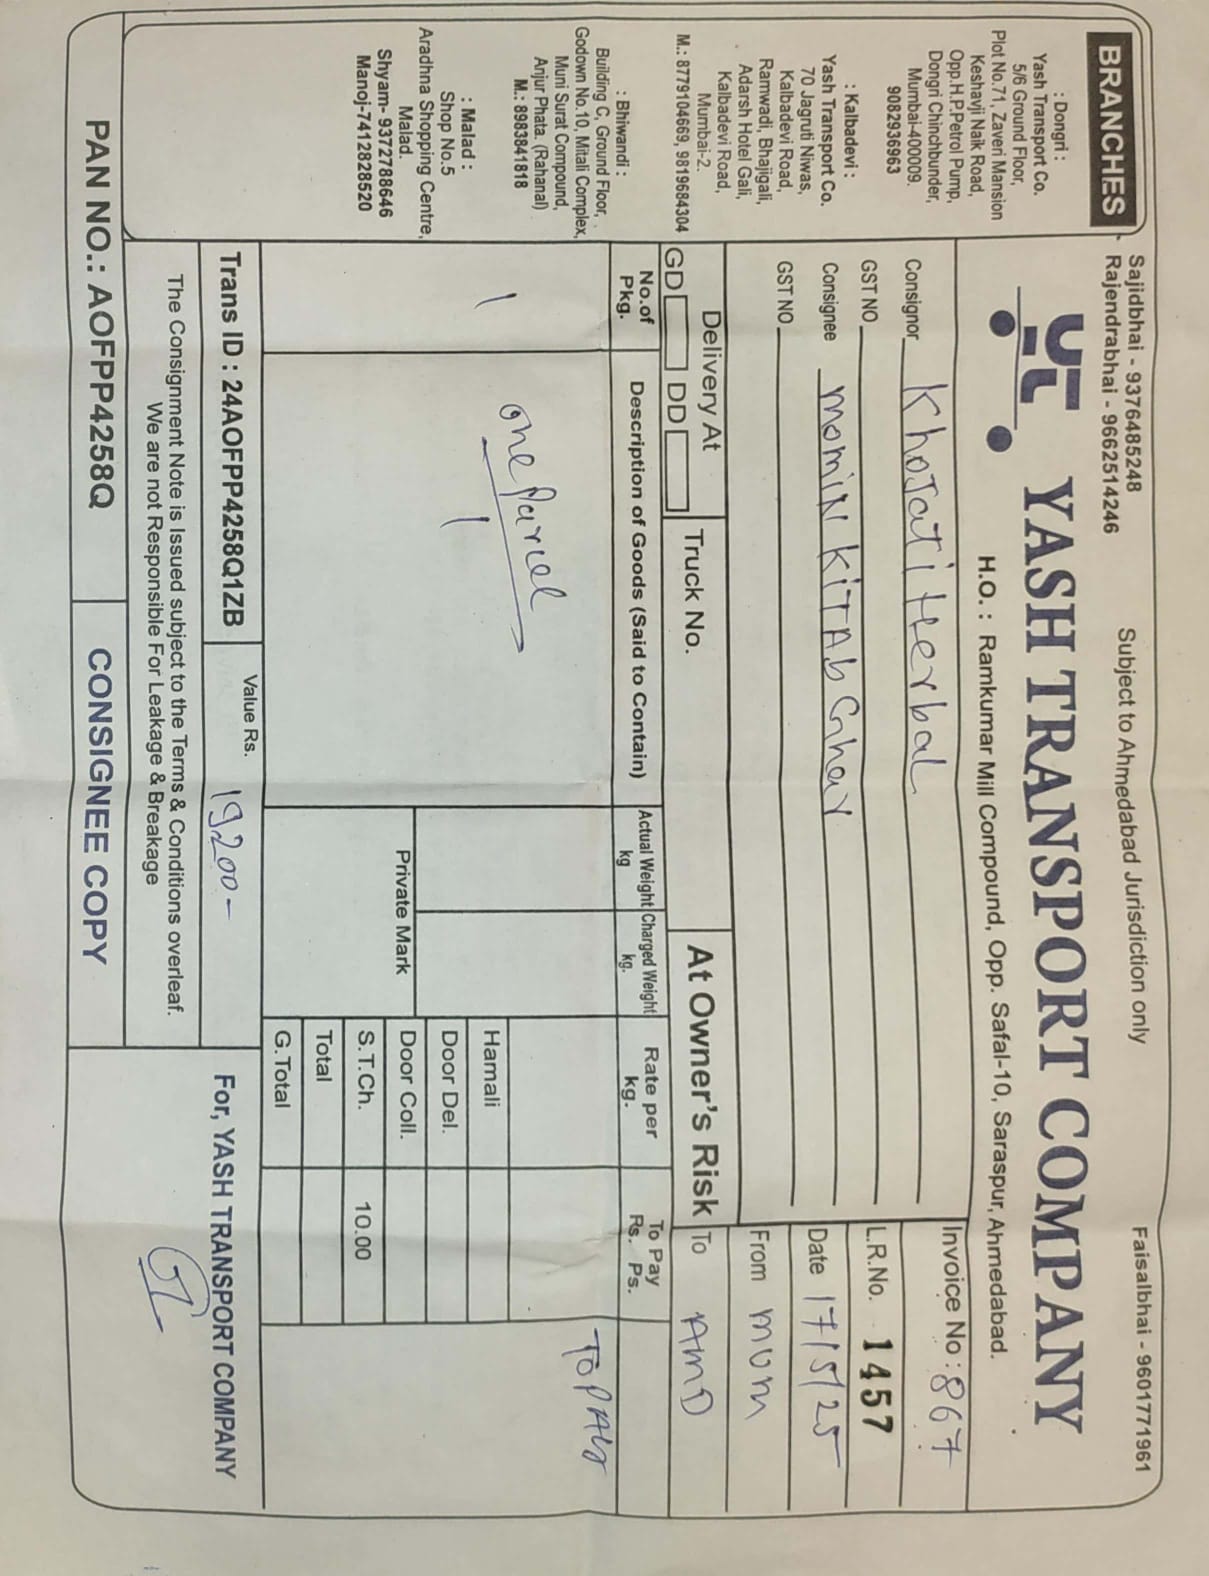 Sajidbhai - 9376485248
Rajendrabhai - 9662514246
Subject to Ahmedabad Jurisdiction only
Faisalbhai - 9601771961
BRANCHES
: Dongri :
Yash Transport Co.
5/6 Ground Floor,
Plot No.71, Zaveri Mansion
Keshavji Naik Road,
Opp.H.P.Petrol Pump,
Dongri Chinchbunder,
Mumbai-400009.
9082936963
: Kalbadevi :
Yash Transport Co.
70 Jagruti Niwas,
Kalbadevi Road,
Ramwadi, Bhajigali,
Adarsh Hotel Gali,
Kalbadevi Road,
Mumbai-2.
M.: 8779104669, 9819684304
: Bhiwandi :
Building C, Ground Floor,
Godown No.10, Mitali Complex,
Muni Surat Compound,
Anjur Phata. (Rahanal)
M.: 8983841818
: Malad :
Shop No.5
Aradhna Shopping Centre,
Malad.
Shyam- 9372788646
Manoj-7412828520
YTC YASH TRANSPORT COMPANY
H.O. : Ramkumar Mill Compound, Opp. Safal-10, Saraspur, Ahmedabad.
Consignor Khojati Herbal
GST NO
Consignee MOMIN KITAB Ghar
GST NO
Invoice No : 867
L.R.No. 1457
Date 17/5/25
From MUM
To AMD
Delivery At
GD DD
Truck No.
At Owner's Risk
No.of Pkg.
Description of Goods (Said to Contain)
Actual Weight kg
Charged Weight kg.
Rate per kg.
To Pay Rs. Ps.
1
one Parcel
TO PAY
Private Mark
Hamali
Door Del.
Door Coll.
S.T.Ch. 10.00
Total
G.Total
Trans ID : 24AOFPP4258Q1ZB
Value Rs. 19200-
The Consignment Note is Issued subject to the Terms & Conditions overleaf.
We are not Responsible For Leakage & Breakage
For, YASH TRANSPORT COMPANY
PAN NO.: AOFPP4258Q
CONSIGNEE COPY